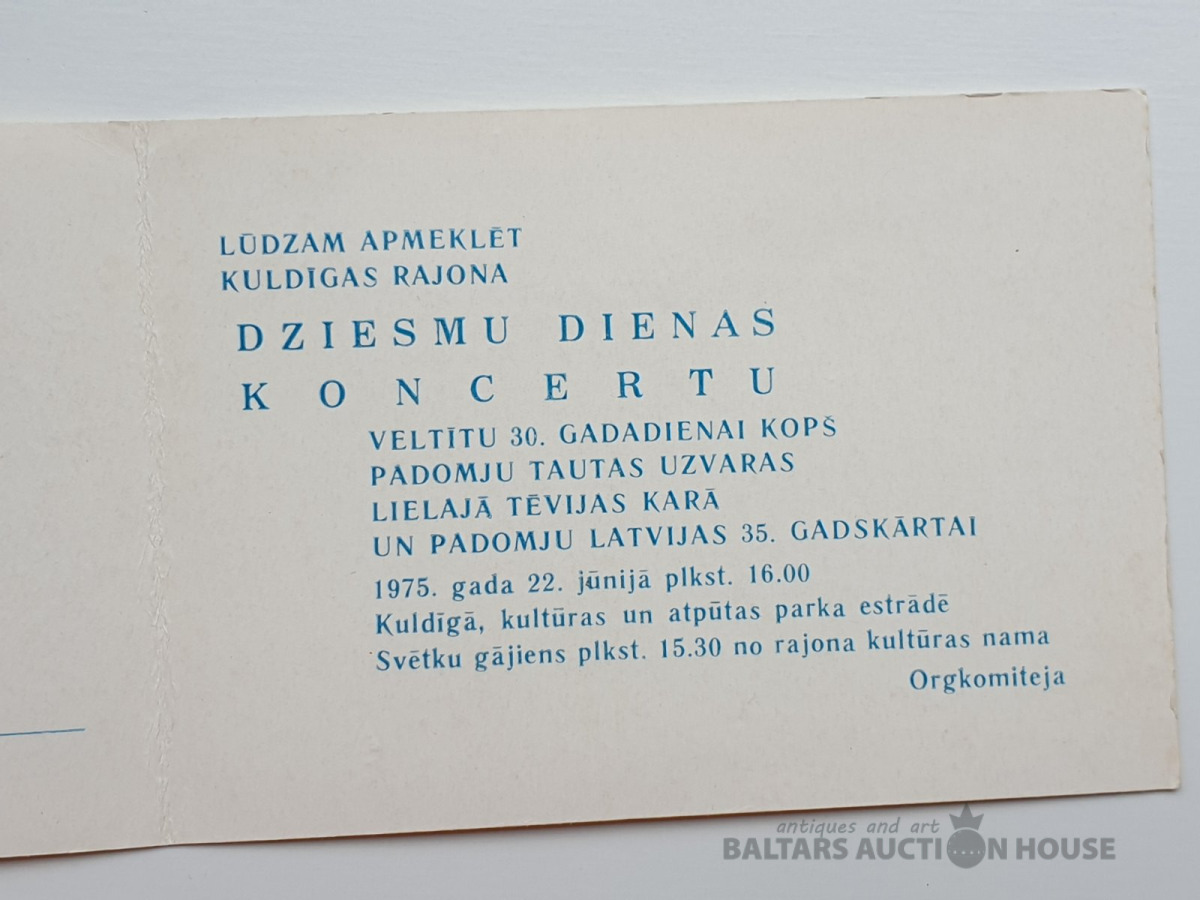 LŪDZAM APMEKLĒT
KULDĪGAS RAJONA
DZIESMU DIENAS
KONCERTU
VELTĪTU 30. GADADIENAI KOPŠ
PADOMJU TAUTAS UZVARAS
LIELAJĀ TĒVIJAS KARĀ
UN PADOMJU LATVIJAS 35. GADSKĀRTAI
1975. gada 22. jūnijā plkst. 16.00
Kuldīgā, kultūras un atpūtas parka estrādē
Svētku gājiens plkst. 15.30 no rajona kultūras nama
Orgkomiteja
antiques and art
BALTARS AUCTION HOUSE